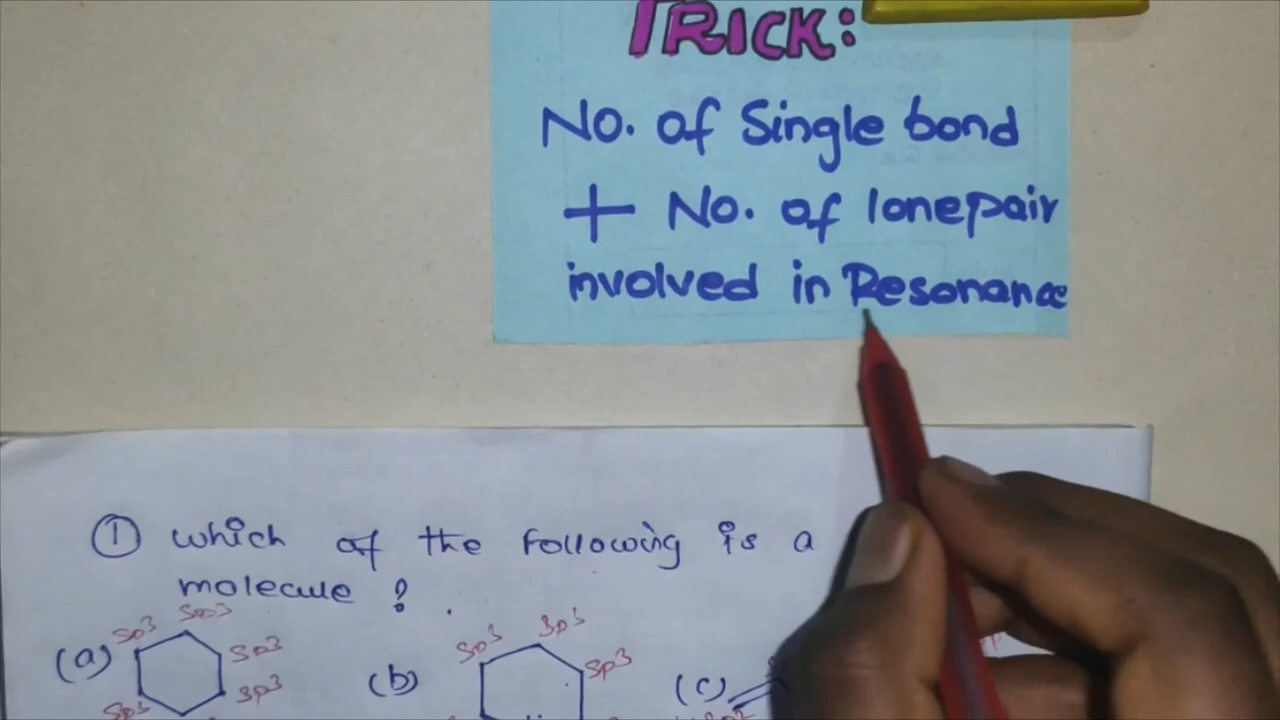 TRICK:
No. of Single bond
+ No. of lonepair
involved in Resonance
① which of the following is a
molecule ?
sp3 sp3 sp3 sp3
(a) sp3 sp3 (b) sp3 (c)
sp3 sp3 sp2